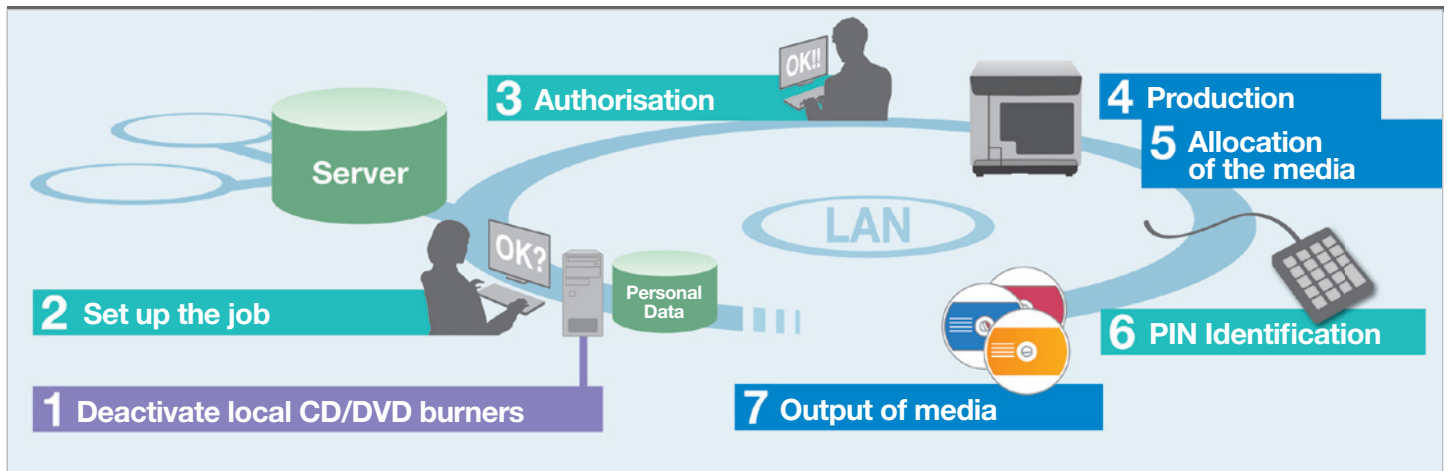 OK!!
3 Authorisation
4 Production
5 Allocation
of the media
Server
LAN
OK?
Personal
Data
2 Set up the job
6 PIN Identification
1 Deactivate local CD/DVD burners
7 Output of media